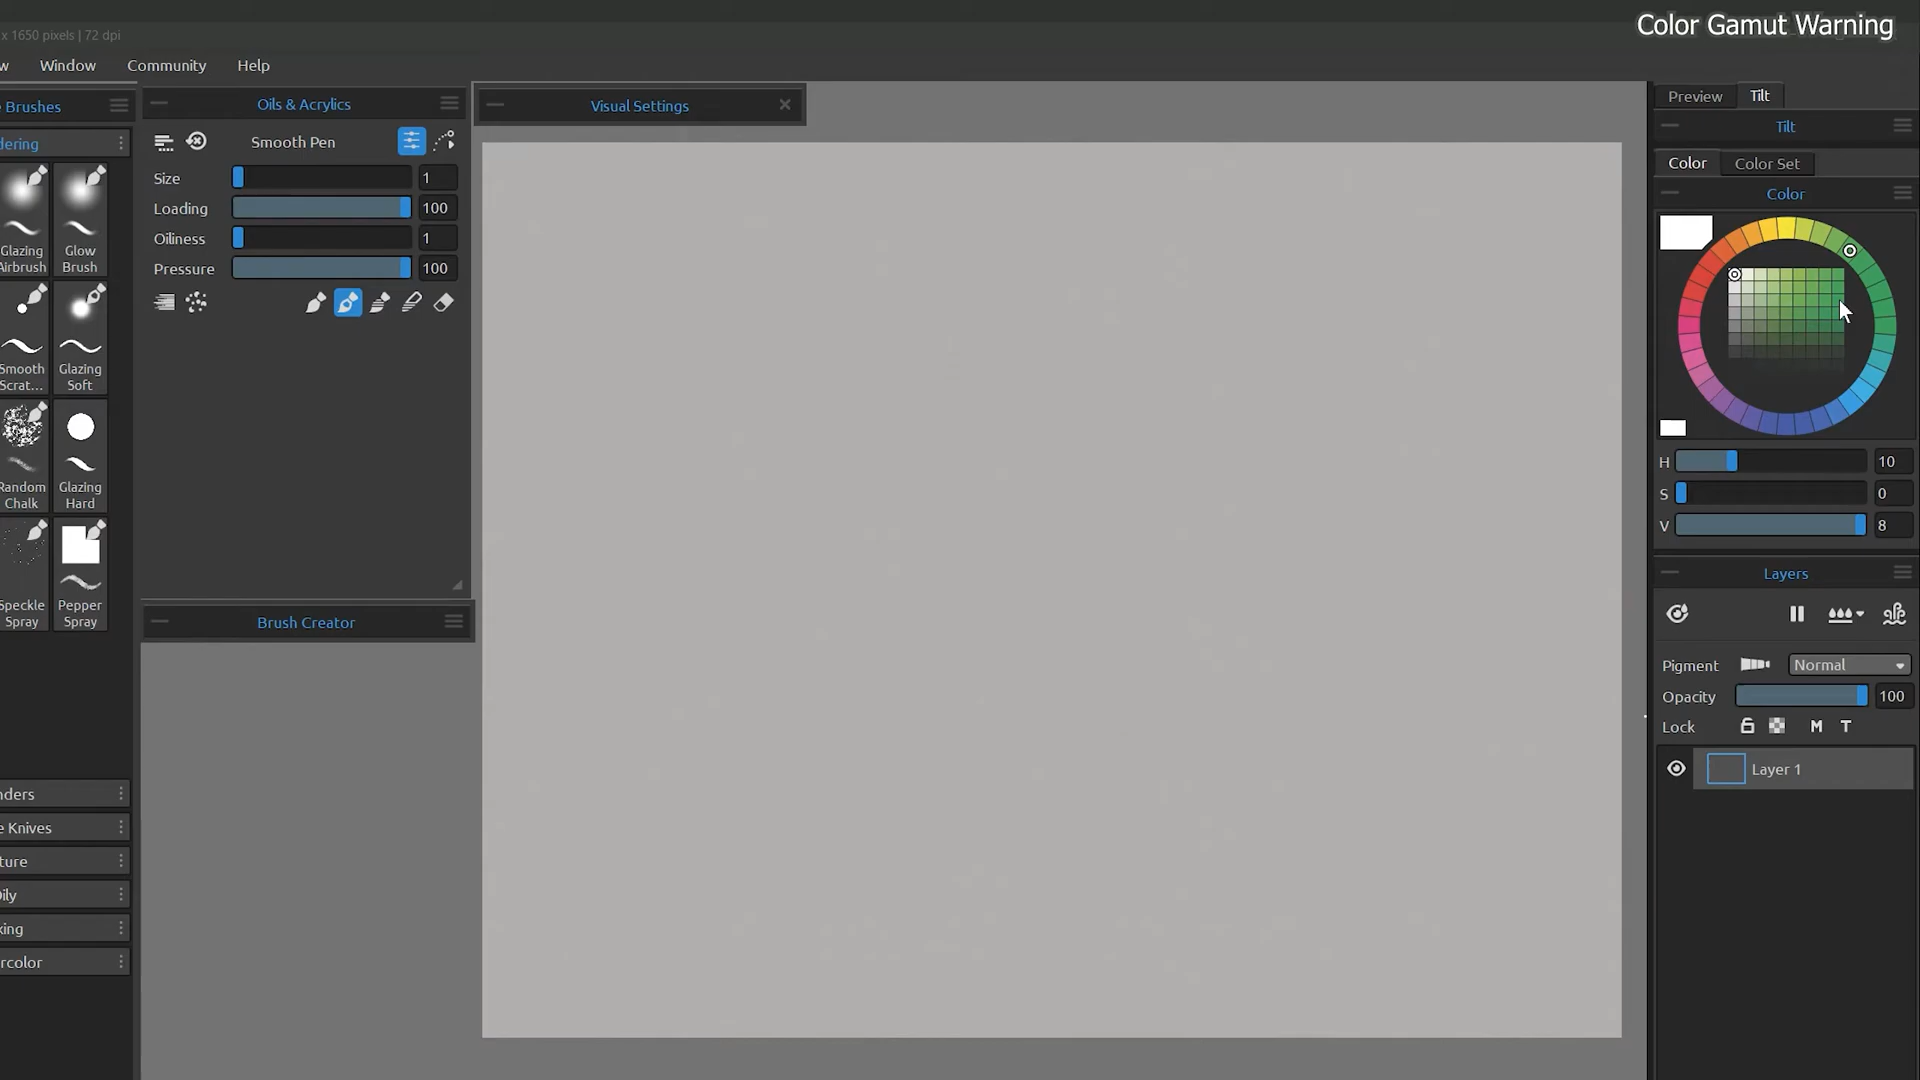 Color Gamut Warning
x 1650 pixels | 72 dpi
w Window Community Help
e Brushes
dering
Glazing Airbrush
Glow Brush
Smooth Scrat...
Glazing Soft
Random Chalk
Glazing Hard
Speckle Spray
Pepper Spray
nders
e Knives
ture
Oily
king
rcolor
Oils & Acrylics
Smooth Pen
Size 1
Loading 100
Oiliness 1
Pressure 100
Brush Creator
Visual Settings
Preview Tilt
Tilt
Color Color Set
Color
H 10
S 0
V 8
Layers
Pigment Normal
Opacity 100
Lock M T
Layer 1